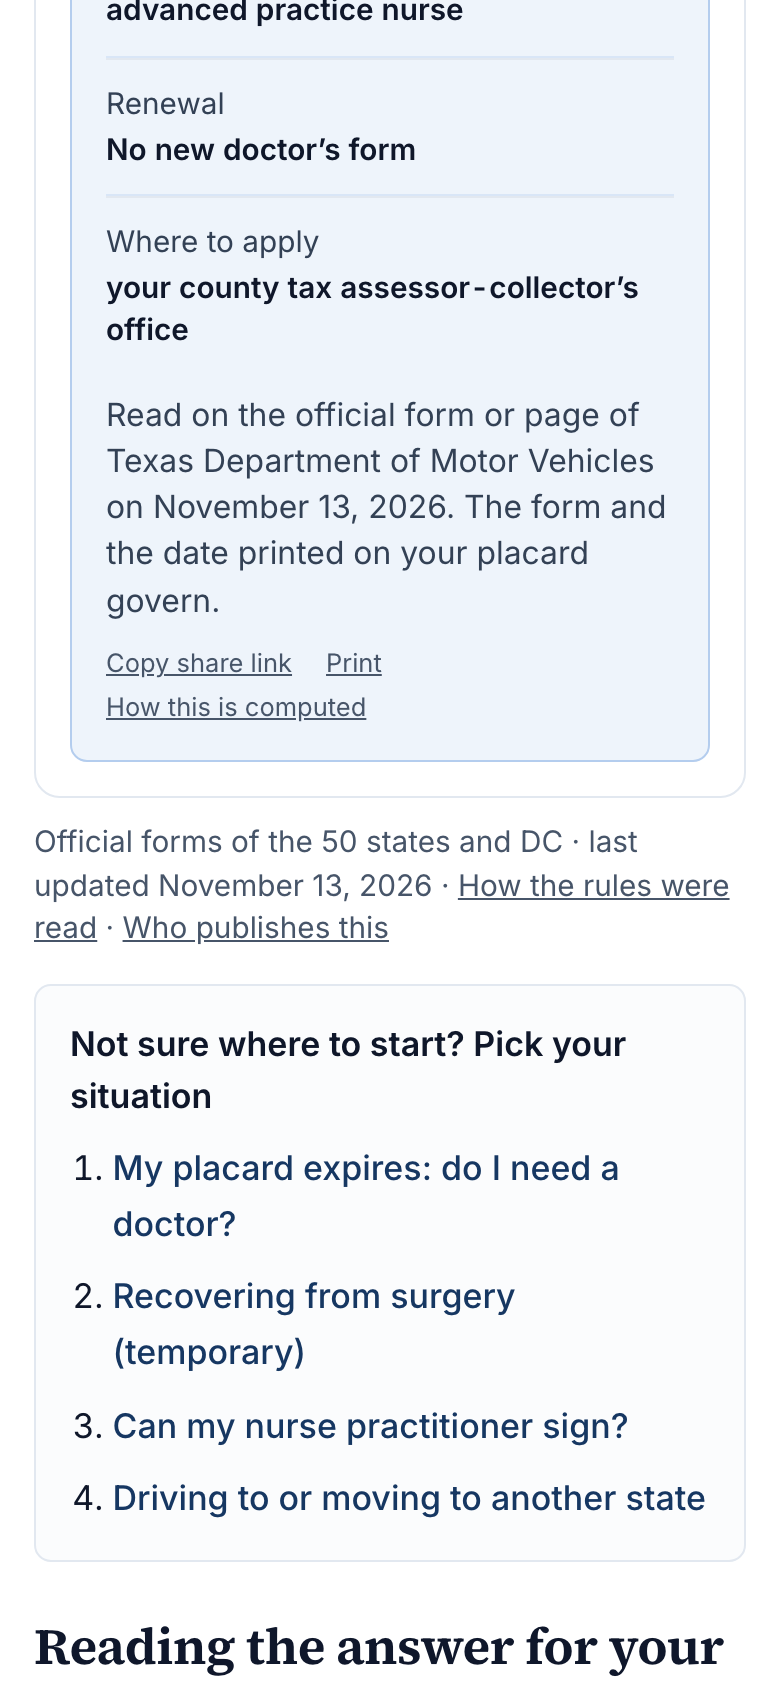 advanced practice nurse
Renewal
No new doctor’s form
Where to apply
your county tax assessor-collector’s
office
Read on the official form or page of
Texas Department of Motor Vehicles
on November 13, 2026. The form and
the date printed on your placard
govern.
Copy share link Print
How this is computed
Official forms of the 50 states and DC · last
updated November 13, 2026 · How the rules were
read · Who publishes this
Not sure where to start? Pick your
situation
1. My placard expires: do I need a
doctor?
2. Recovering from surgery
(temporary)
3. Can my nurse practitioner sign?
4. Driving to or moving to another state
Reading the answer for your